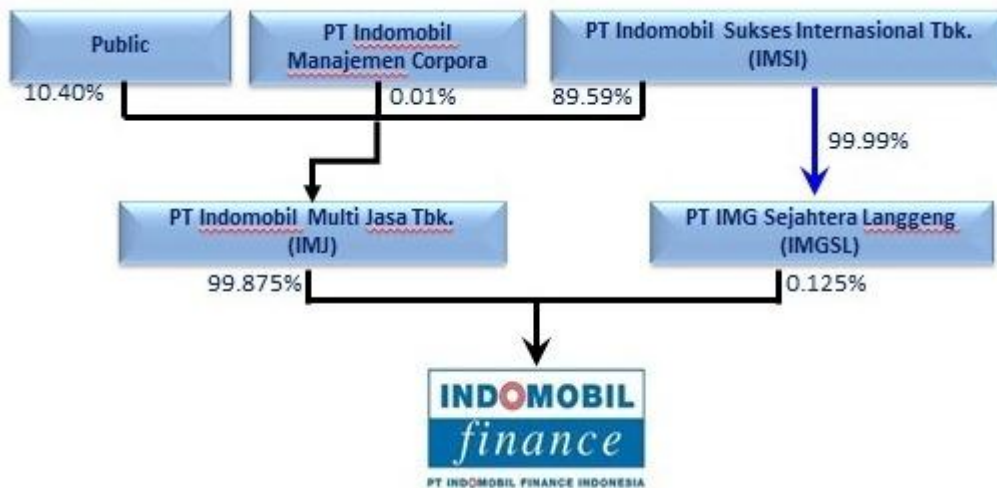 Public
PT Indomobil
Manajemen Corpora
PT Indomobil Sukses Internasional Tbk.
(IMSI)
10.40%
0.01%
89.59%
99.99%
PT Indomobil Multi Jasa Tbk.
(IMJ)
PT IMG Sejahtera Langgeng
(IMGSL)
99.875%
0.125%
INDOMOBIL
finance
PT INDOMOBIL FINANCE INDONESIA